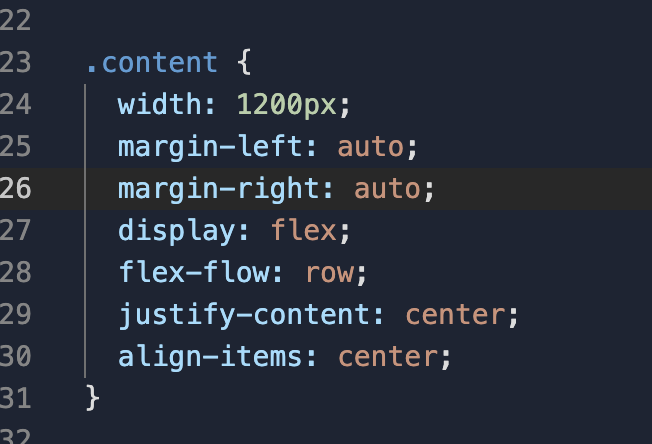 22
23 .content {
24 width: 1200px;
25 margin-left: auto;
26 margin-right: auto;
27 display: flex;
28 flex-flow: row;
29 justify-content: center;
30 align-items: center;
31 }
32